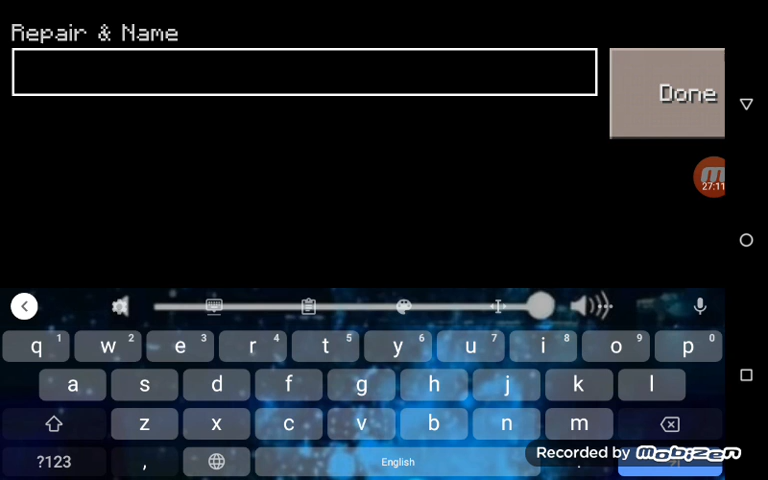 Repair & Name
Done
27:11
q 1 w 2 e 3 r 4 t 5 y 6 u 7 i 8 o 9 p 0
a s d f g h j k l
z x c v b n m
?123 , English .
Recorded by Mobizen